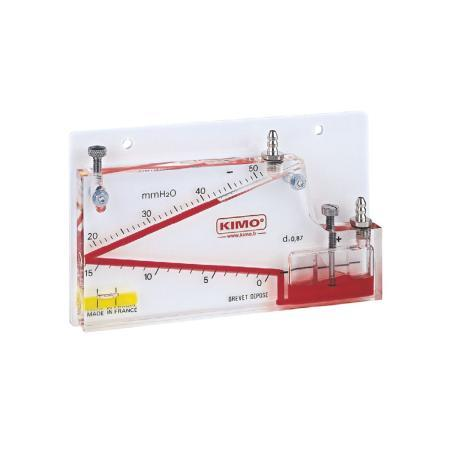 - 50
40
mmH2O
30
20
KIMO®
www.kimo.fr
d=0,87
+
15 10 5 0
MADE IN FRANCE
BREVET DEPOSE